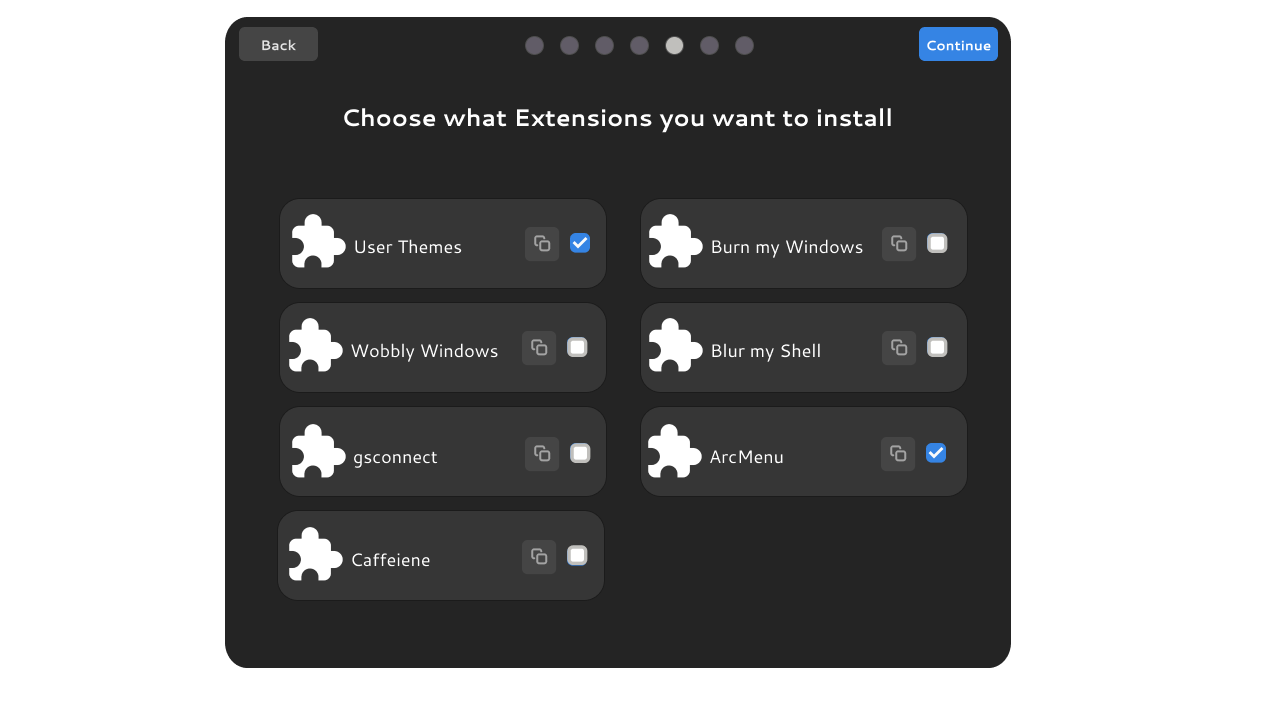 Back
Continue
Choose what Extensions you want to install
User Themes
Burn my Windows
Wobbly Windows
Blur my Shell
gsconnect
ArcMenu
Caffeiene